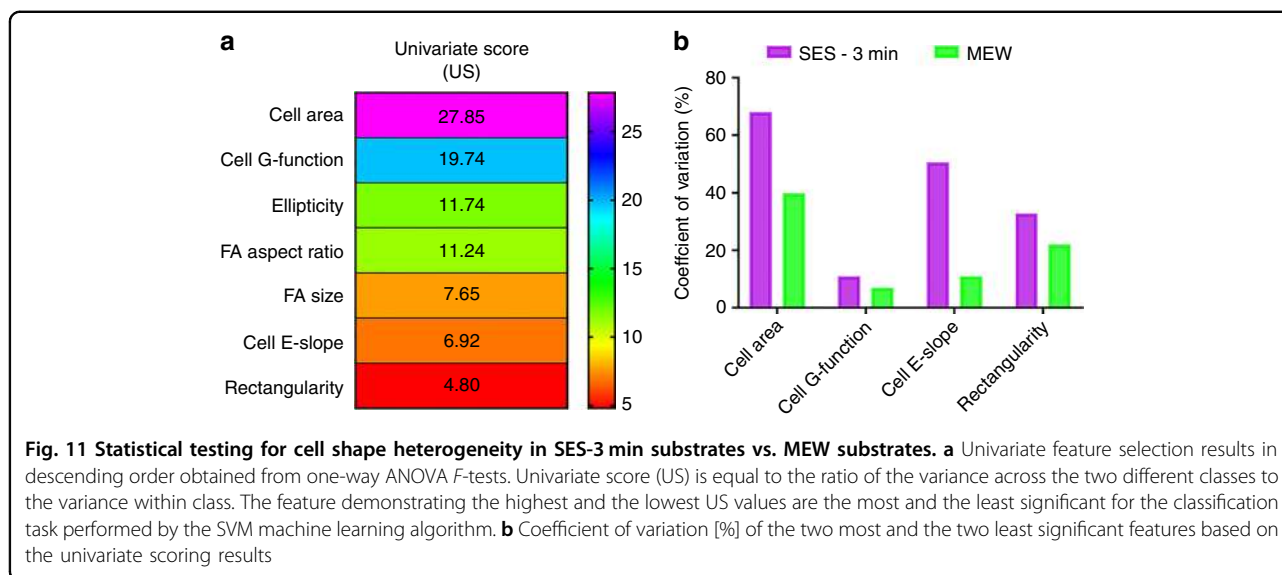 a
Univariate score
(US)
Cell area 27.85
Cell G-function 19.74
Ellipticity 11.74
FA aspect ratio 11.24
FA size 7.65
Cell E-slope 6.92
Rectangularity 4.80
25
20
15
10
5
b
SES - 3 min MEW
Coefficient of variation (%)
80
60
40
20
0
Cell area
Cell G-function
Cell E-slope
Rectangularity
Fig. 11 Statistical testing for cell shape heterogeneity in SES-3 min substrates vs. MEW substrates. a Univariate feature selection results in
descending order obtained from one-way ANOVA F-tests. Univariate score (US) is equal to the ratio of the variance across the two different classes to
the variance within class. The feature demonstrating the highest and the lowest US values are the most and the least significant for the classification
task performed by the SVM machine learning algorithm. b Coefficient of variation [%] of the two most and the two least significant features based on
the univariate scoring results